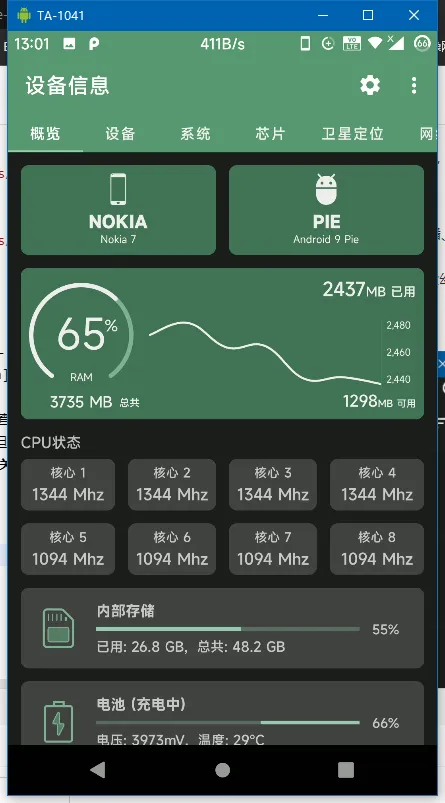 TA-1041
13:01
411B/s
VO LTE
66
设备信息
概览 设备 系统 芯片 卫星定位 网
NOKIA
Nokia 7
PIE
Android 9 Pie
65%
RAM
3735 MB 总共
2437MB 已用
2,480
2,460
2,440
1298MB 可用
CPU状态
核心 1 核心 2 核心 3 核心 4
1344 Mhz 1344 Mhz 1344 Mhz 1344 Mhz
核心 5 核心 6 核心 7 核心 8
1094 Mhz 1094 Mhz 1094 Mhz 1094 Mhz
内部存储
55%
已用: 26.8 GB, 总共: 48.2 GB
电池 (充电中)
66%
电压: 3973mV, 温度: 29°C